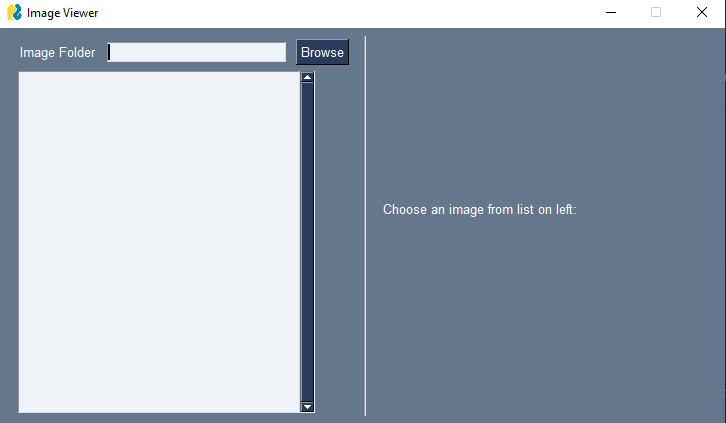 Image Viewer
Image Folder
Browse
Choose an image from list on left: